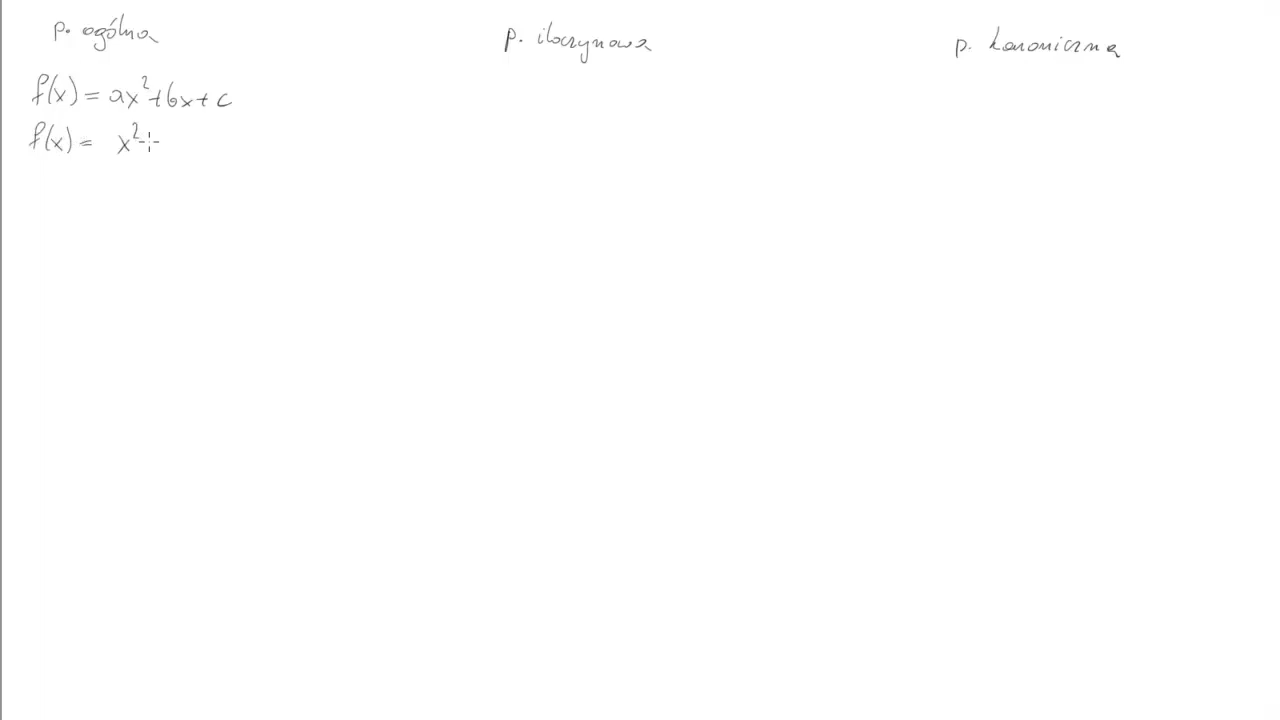 p. ogólna
p. iloczynowa
p. kanoniczna
f(x) = ax²+bx+c
f(x) = x²